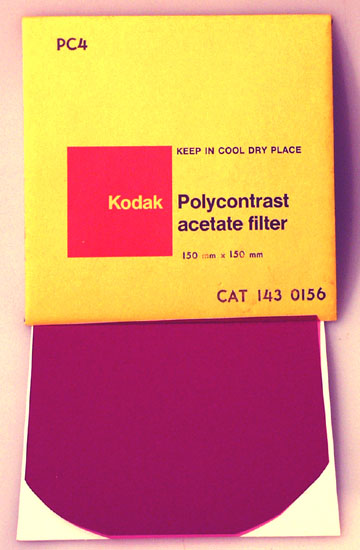 PC4
KEEP IN COOL DRY PLACE
Kodak
Polycontrast
acetate filter
150 mm x 150 mm
CAT 143 0156